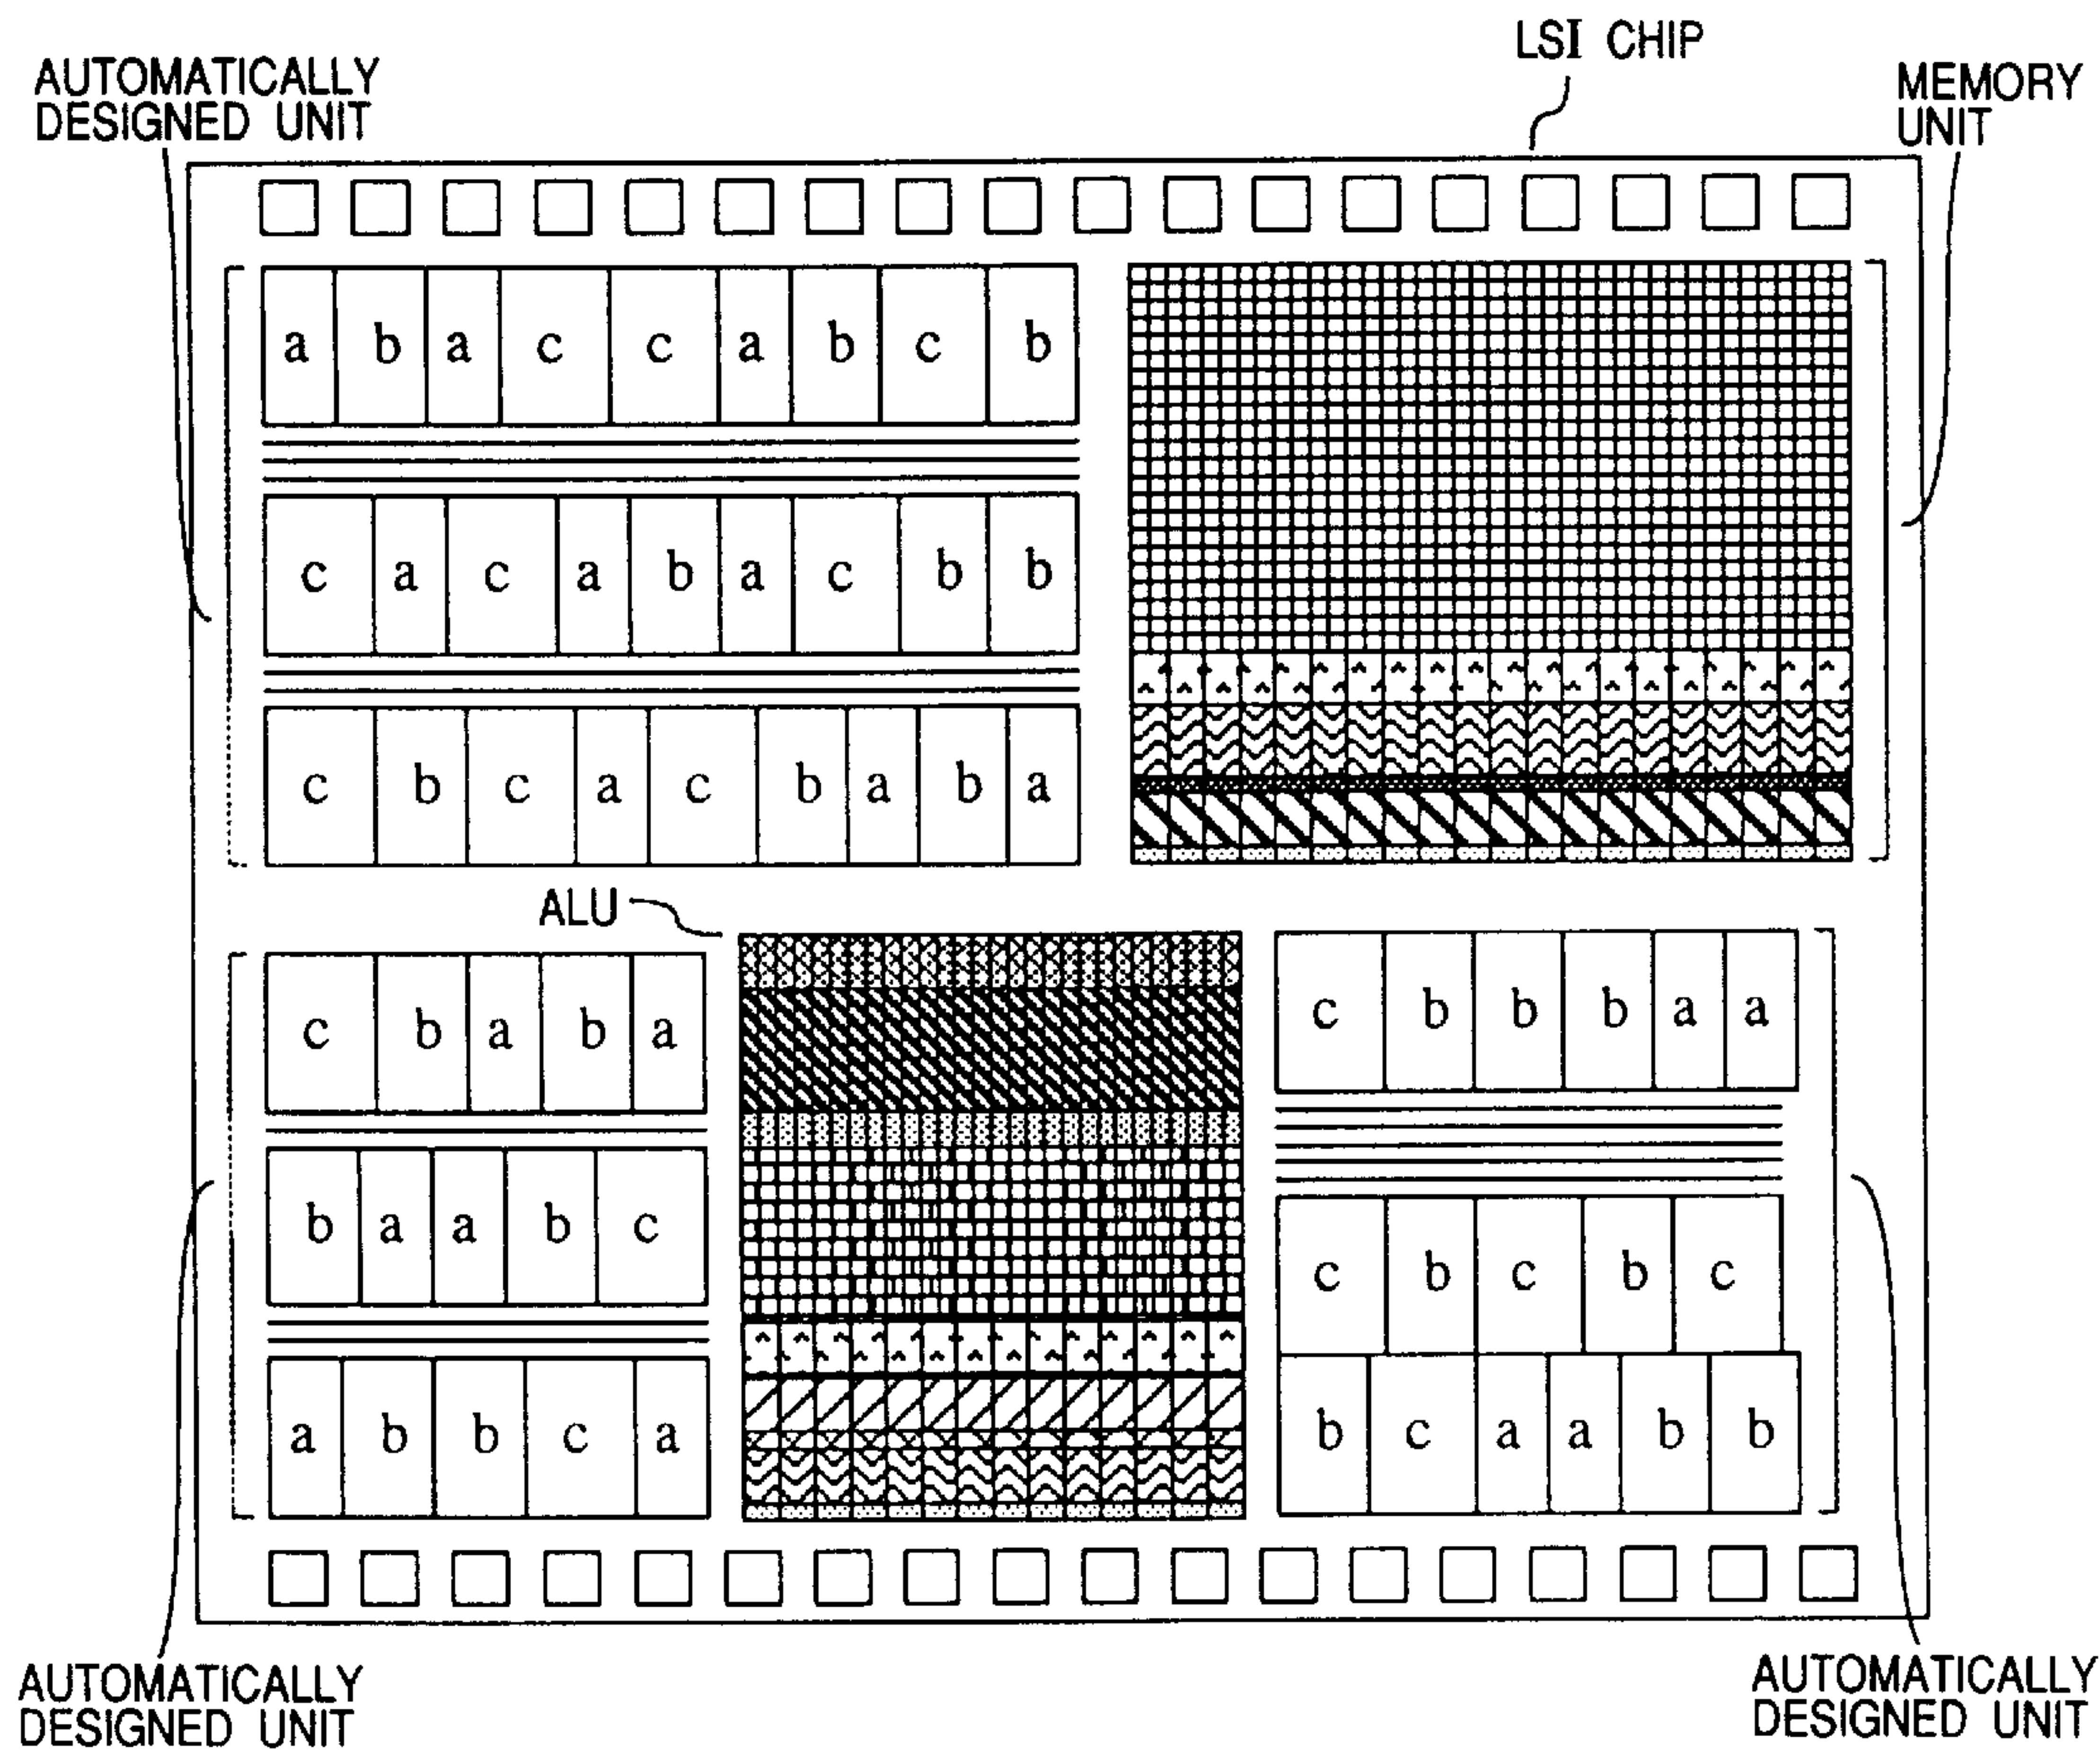 LSI CHIP
AUTOMATICALLY
DESIGNED UNIT
MEMORY
UNIT
a b a c c a b c b
c a c a b a c b b
c b c a c b a b a
ALU
c b a b a
b a a b c
a b b c a
c b b b a a
c b c b c
b c a a b b
AUTOMATICALLY
DESIGNED UNIT
AUTOMATICALLY
DESIGNED UNIT